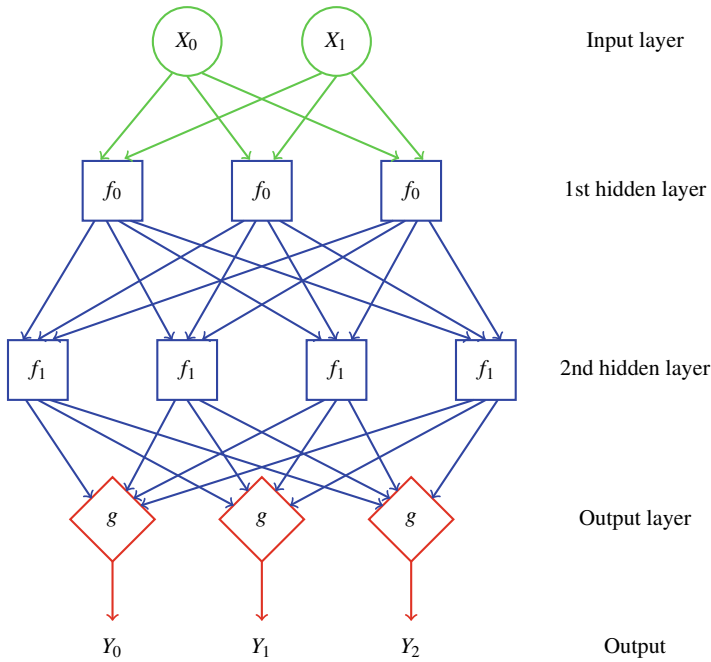 X₀ X₁ Input layer
f₀ f₀ f₀ 1st hidden layer
f₁ f₁ f₁ f₁ 2nd hidden layer
g g g Output layer
Y₀ Y₁ Y₂ Output